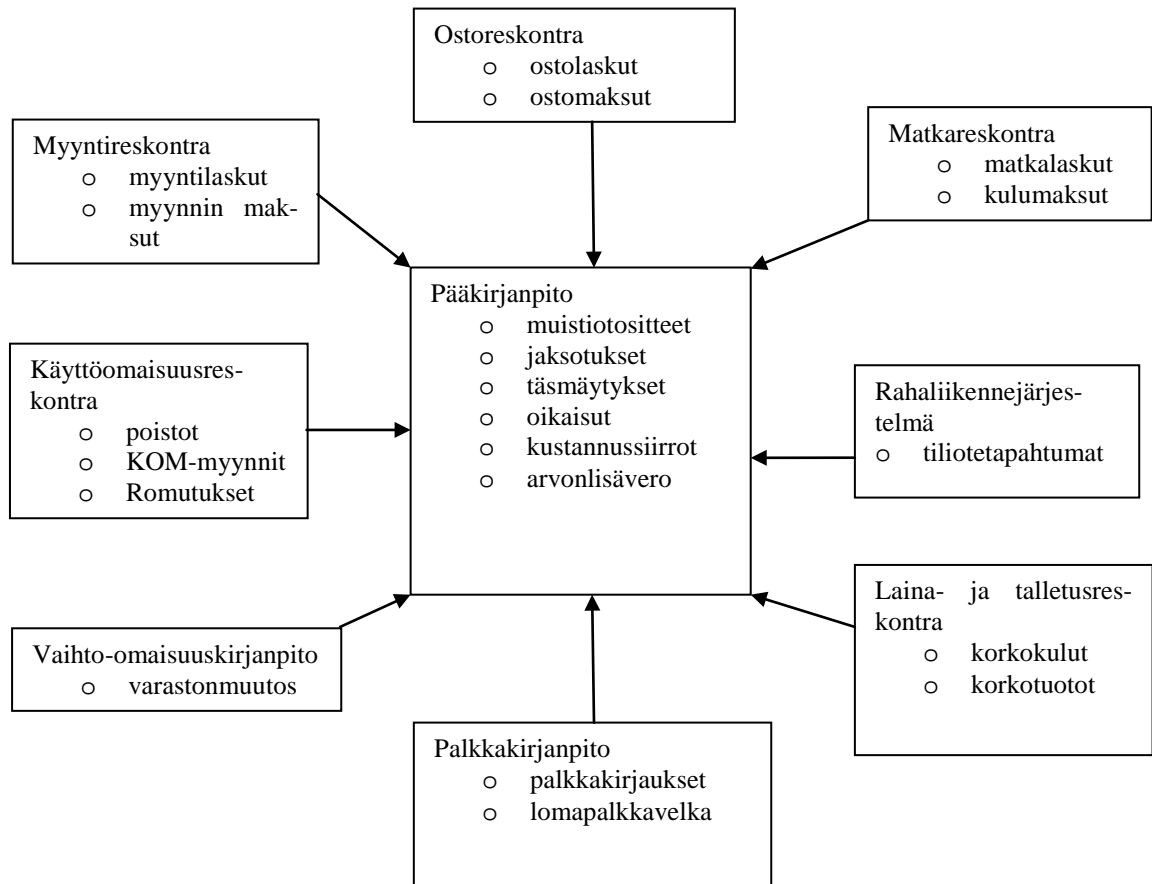 Ostoreskontra
o ostolaskut
o ostomaksut
Myyntireskontra
o myyntilaskut
o myynnin mak-
sut
Matkareskontra
o matkalaskut
o kulumaksut
Pääkirjanpito
o muistiotositteet
o jaksotukset
o täsmäytykset
o oikaisut
o kustannussiirrot
o arvonlisävero
Käyttöomaisuusres-
kontra
o poistot
o KOM-myynnit
o Romutukset
Rahaliikennejärjes-
telmä
o tiliotetapahtumat
Vaihto-omaisuuskirjanpito
o varastonmuutos
Laina- ja talletusres-
kontra
o korkokulut
o korkotuotot
Palkkakirjanpito
o palkkakirjaukset
o lomapalkkavelka